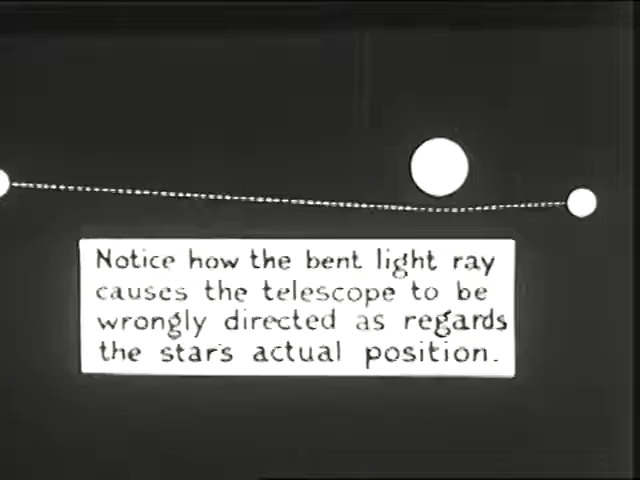 Notice how the bent light ray
causes the telescope to be
wrongly directed as regards
the star's actual position.